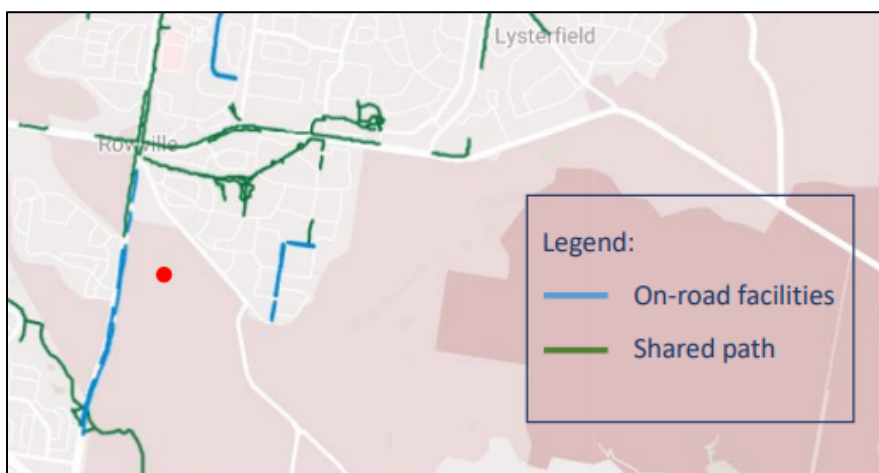 Lysterfield
Rowville
Legend:
On-road facilities
Shared path